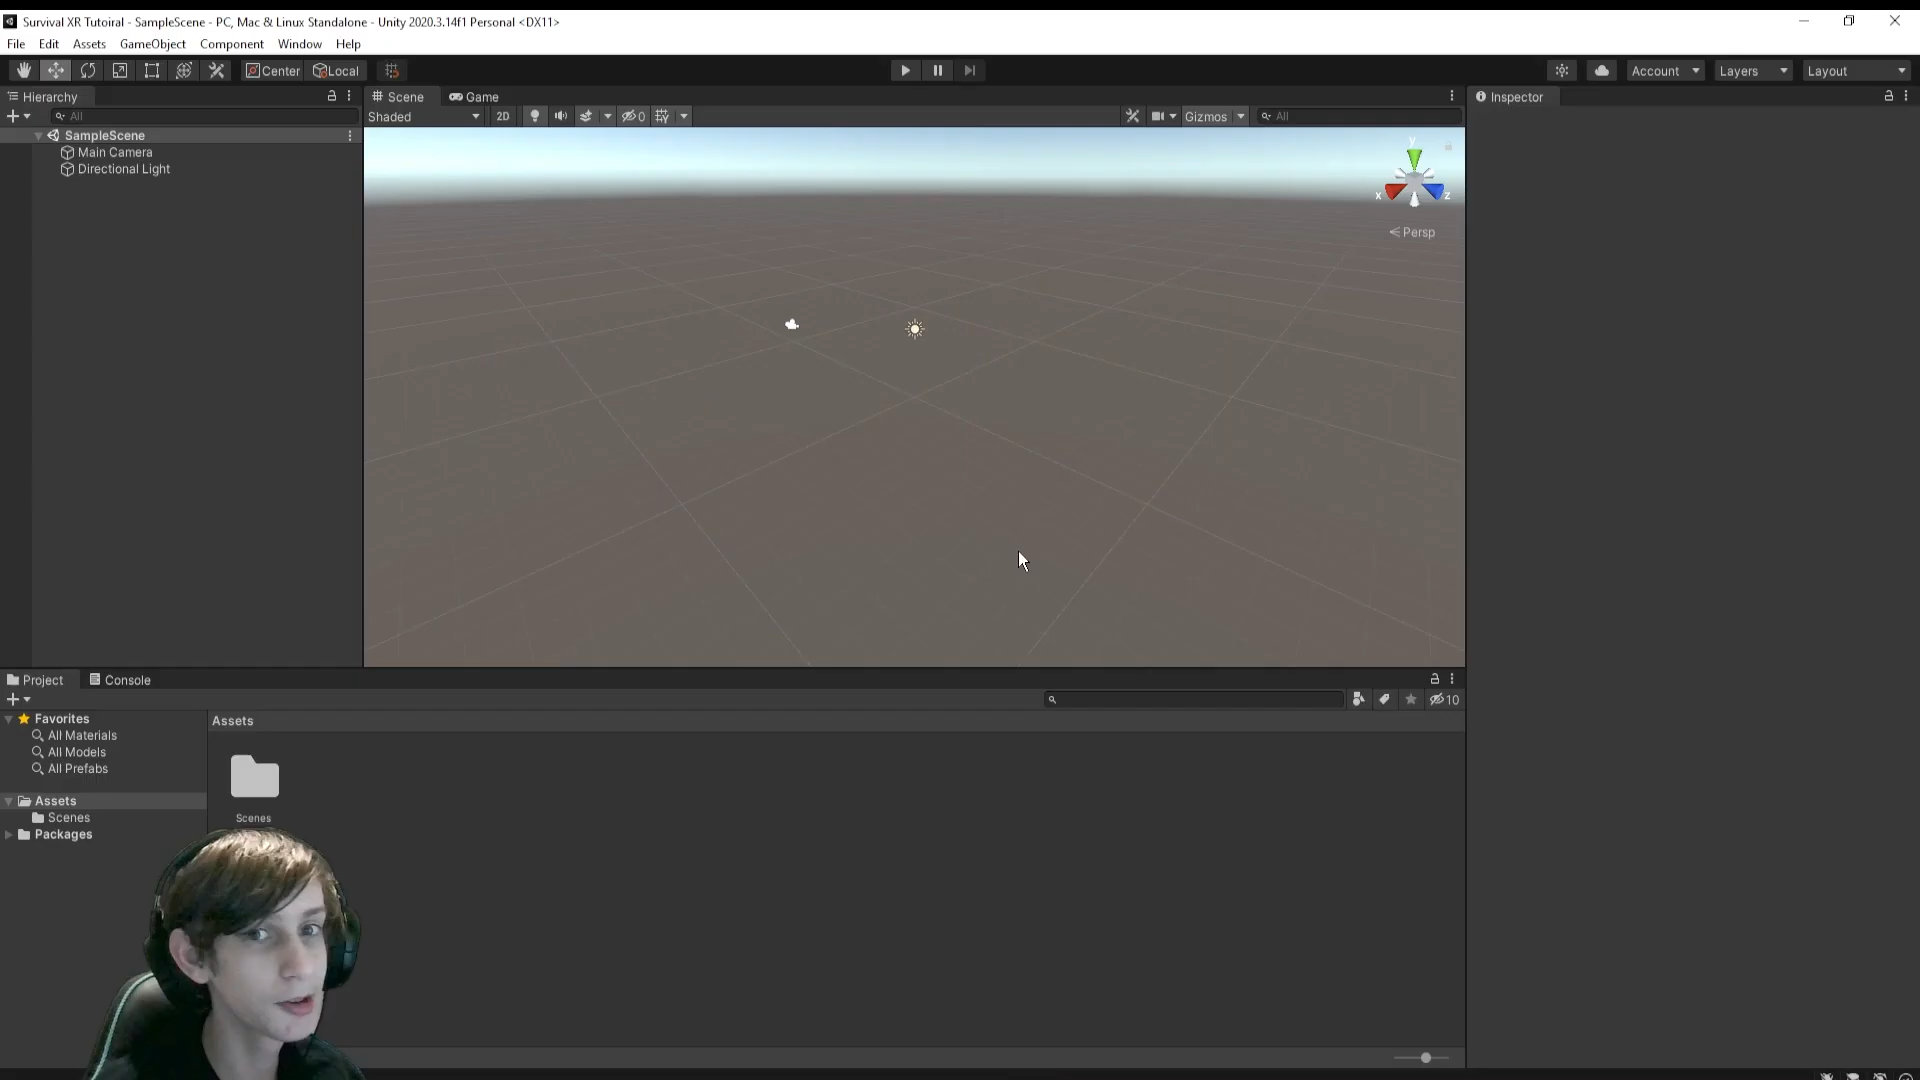 Survival XR Tutoiral - SampleScene - PC, Mac & Linux Standalone - Unity 2020.3.14f1 Personal <DX11>
File Edit Assets GameObject Component Window Help
Center Local Account Layers Layout
Hierarchy
Scene Game
Inspector
All
Shaded 2D 0 Gizmos All
SampleScene
Main Camera
Directional Light
y
x z
Persp
Project Console
10
Favorites
All Materials
All Models
All Prefabs
Assets
Scenes
Packages
Assets
Scenes